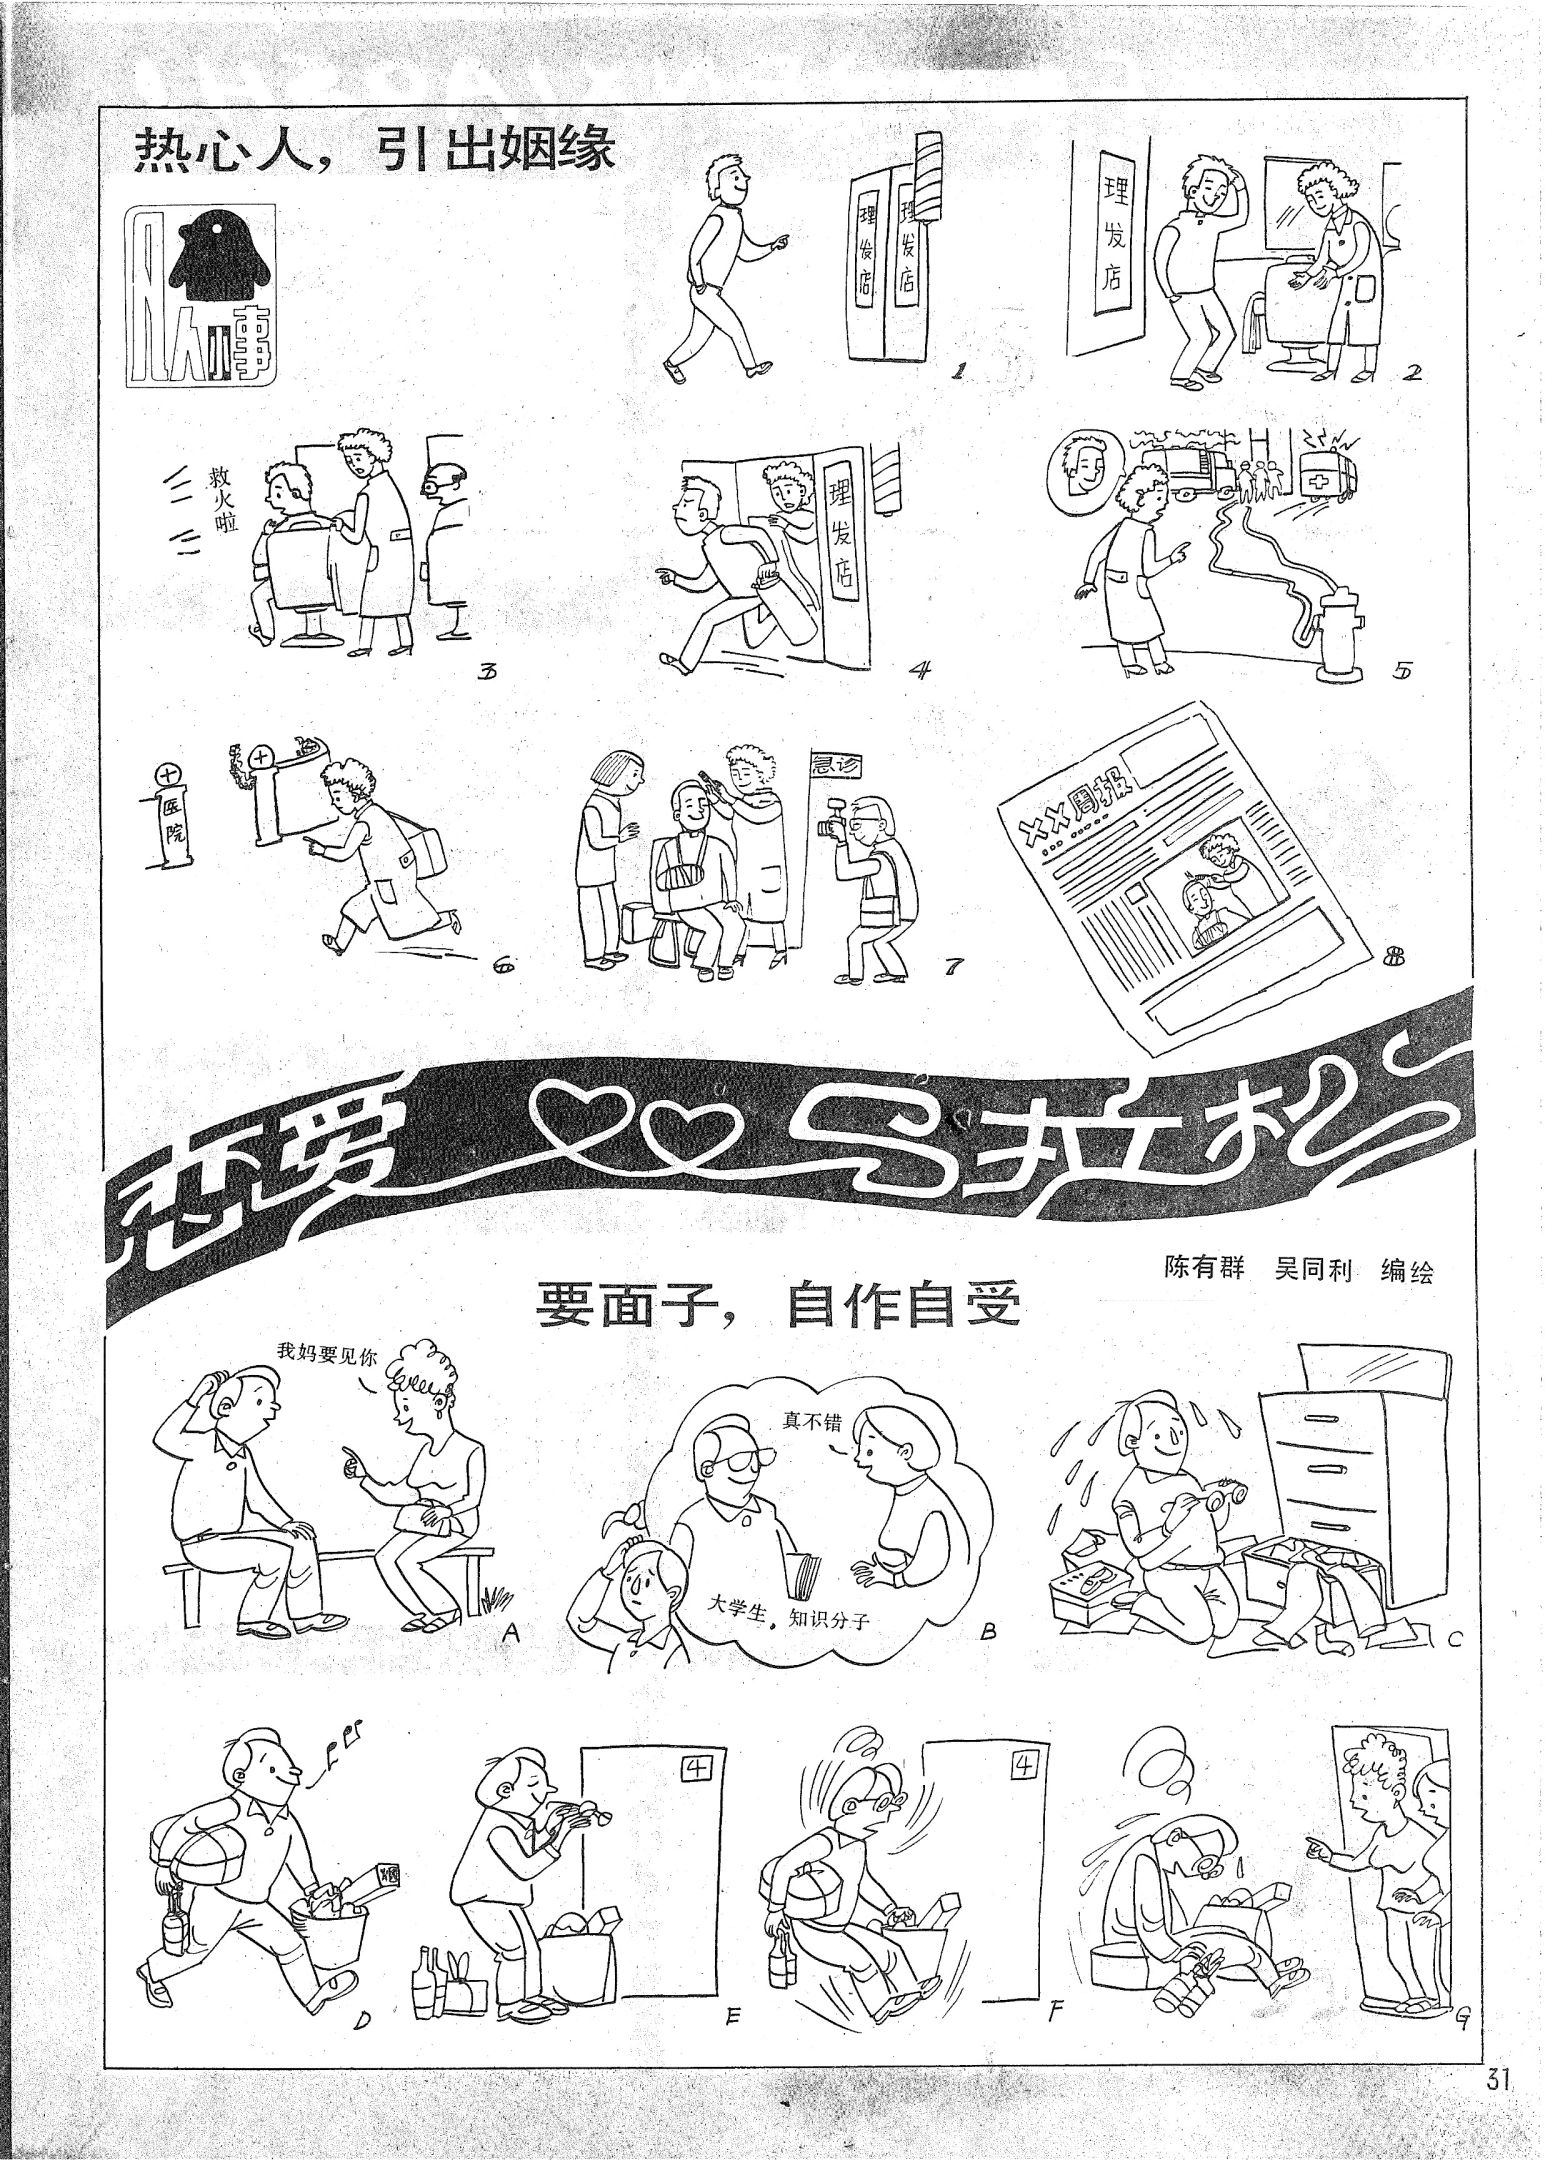 热心人，引出姻缘
凡人小事
理发店
理发店
1
理发店
2
救火啦
3
理发店
4
5
医院
6
急诊
7
××周报
8
恋爱 马拉松
陈有群 吴同利 编绘
要面子，自作自受
我妈要见你
A
真不错
大学生。知识分子
B
C
烟
D
4
E
4
F
G
31